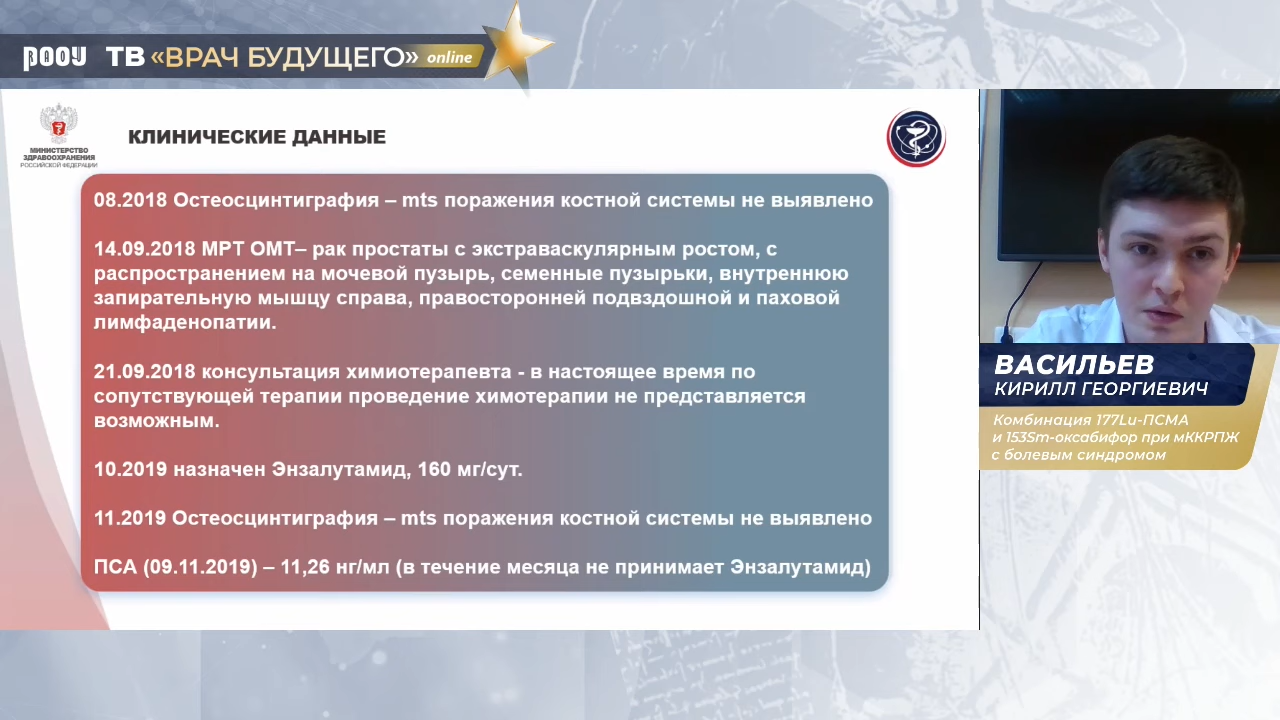 РООУ ТВ «ВРАЧ БУДУЩЕГО» online
МИНИСТЕРСТВО
ЗДРАВООХРАНЕНИЯ
РОССИЙСКОЙ ФЕДЕРАЦИИ
КЛИНИЧЕСКИЕ ДАННЫЕ
08.2018 Остеосцинтиграфия – mts поражения костной системы не выявлено
14.09.2018 МРТ ОМТ– рак простаты с экстраваскулярным ростом, с
распространением на мочевой пузырь, семенные пузырьки, внутреннюю
запирательную мышцу справа, правосторонней подвздошной и паховой
лимфаденопатии.
21.09.2018 консультация химиотерапевта - в настоящее время по
сопутствующей терапии проведение химотерапии не представляется
возможным.
10.2019 назначен Энзалутамид, 160 мг/сут.
11.2019 Остеосцинтиграфия – mts поражения костной системы не выявлено
ПСА (09.11.2019) – 11,26 нг/мл (в течение месяца не принимает Энзалутамид)
ВАСИЛЬЕВ
КИРИЛЛ ГЕОРГИЕВИЧ
Комбинация 177Lu-ПСМА
и 153Sm-оксабифор при мККРПЖ
с болевым синдромом